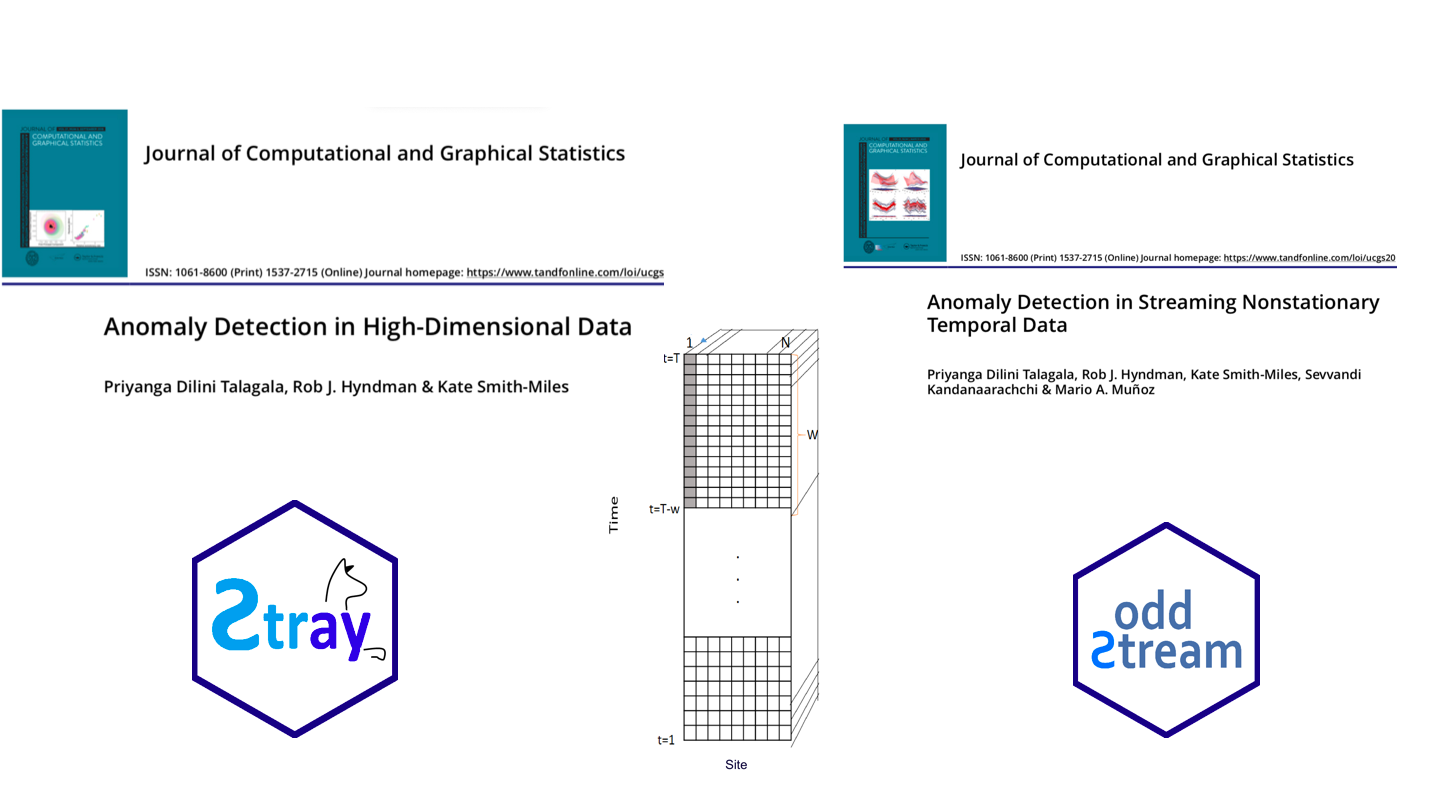 JOURNAL OF
COMPUTATIONAL AND
GRAPHICAL STATISTICS
Journal of Computational and Graphical Statistics
ISSN: 1061-8600 (Print) 1537-2715 (Online) Journal homepage: https://www.tandfonline.com/loi/ucgs
Anomaly Detection in High-Dimensional Data
Priyanga Dilini Talagala, Rob J. Hyndman & Kate Smith-Miles
Stray
1 N
t=T
W
Time
t=T-w
t=1
Site
JOURNAL OF
COMPUTATIONAL AND
GRAPHICAL STATISTICS
Journal of Computational and Graphical Statistics
ISSN: 1061-8600 (Print) 1537-2715 (Online) Journal homepage: https://www.tandfonline.com/loi/ucgs20
Anomaly Detection in Streaming Nonstationary
Temporal Data
Priyanga Dilini Talagala, Rob J. Hyndman, Kate Smith-Miles, Sevvandi
Kandanaarachchi & Mario A. Muñoz
odd
Stream